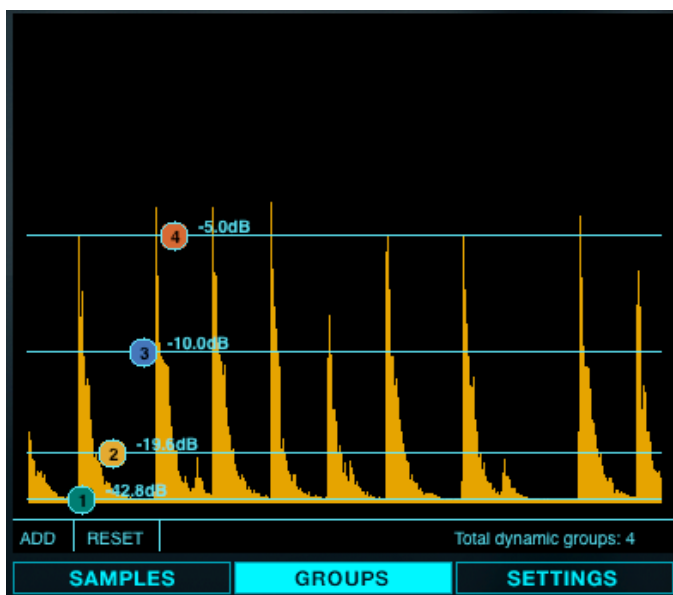 4 -5.0dB
3 -10.0dB
2 -19.6dB
1 -42.8dB
ADD RESET Total dynamic groups: 4
SAMPLES GROUPS SETTINGS